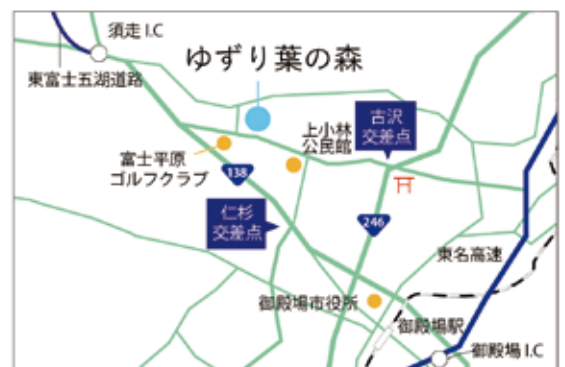 須走 I.C
東富士五湖道路
ゆずり葉の森
古沢
交差点
上小林
公民館
富士平原
ゴルフクラブ
138
仁杉
交差点
246
東名高速
御殿場市役所
御殿場駅
御殿場 I.C